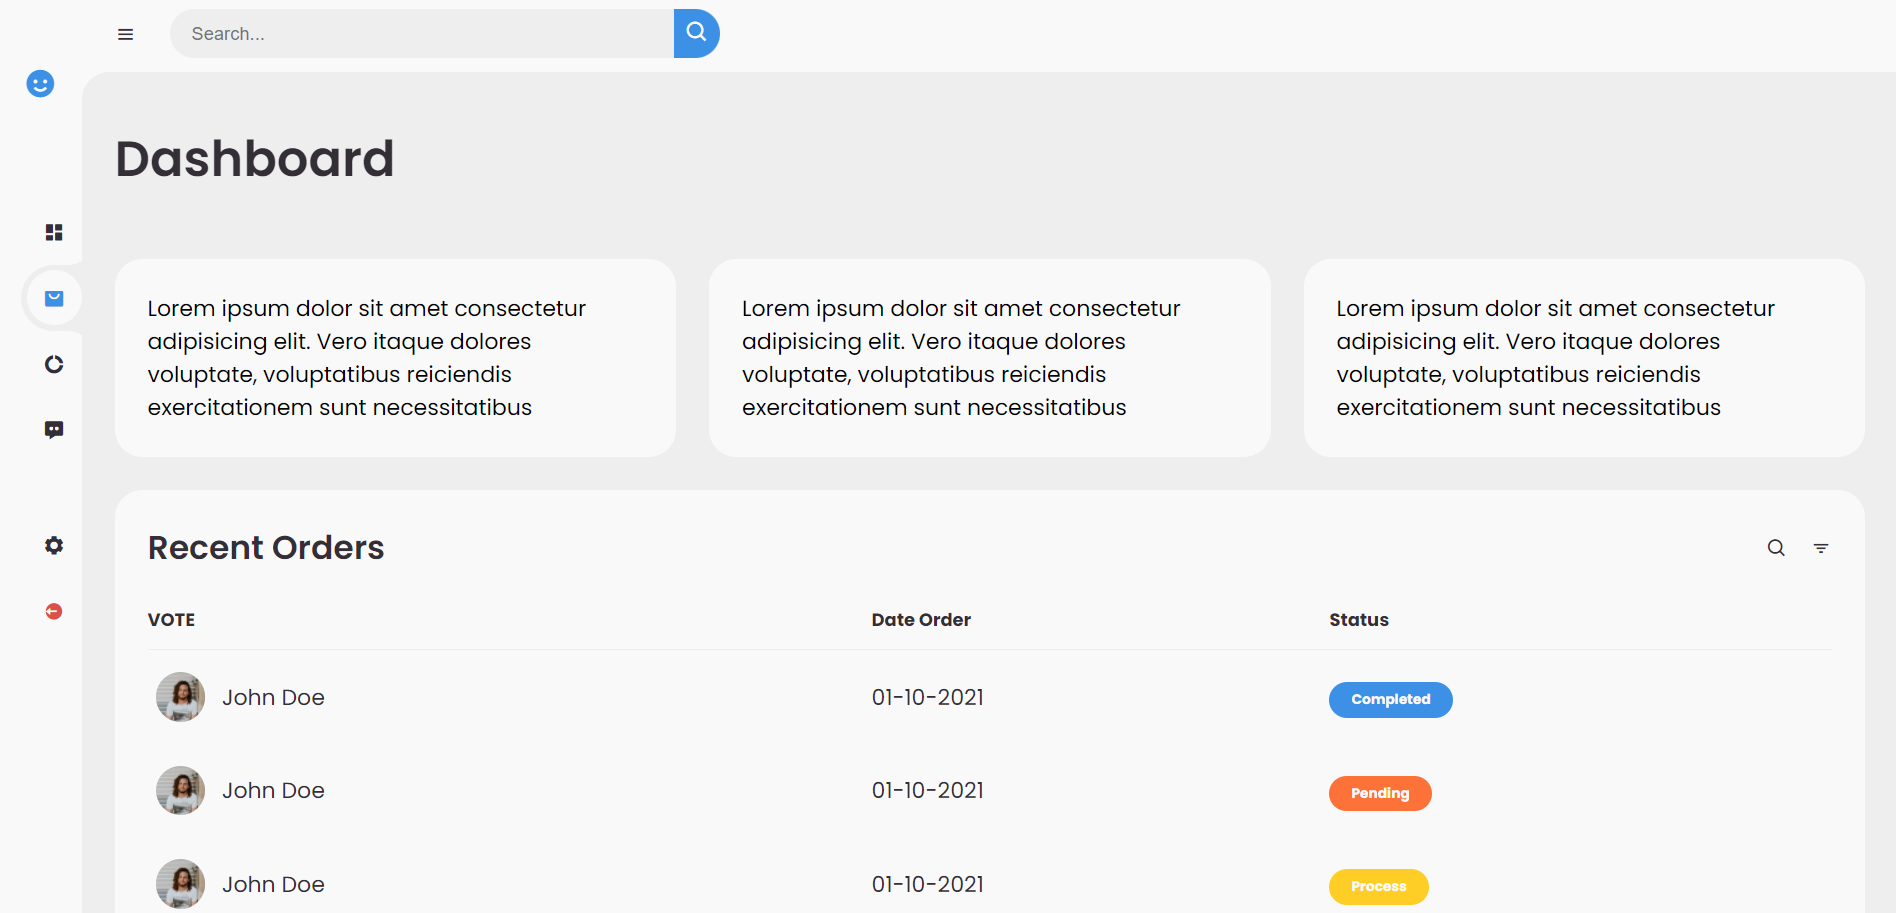 Search...
Dashboard
Lorem ipsum dolor sit amet consectetur
adipisicing elit. Vero itaque dolores
voluptate, voluptatibus reiciendis
exercitationem sunt necessitatibus
Lorem ipsum dolor sit amet consectetur
adipisicing elit. Vero itaque dolores
voluptate, voluptatibus reiciendis
exercitationem sunt necessitatibus
Lorem ipsum dolor sit amet consectetur
adipisicing elit. Vero itaque dolores
voluptate, voluptatibus reiciendis
exercitationem sunt necessitatibus
Recent Orders
VOTE Date Order Status
John Doe 01-10-2021 Completed
John Doe 01-10-2021 Pending
John Doe 01-10-2021 Process